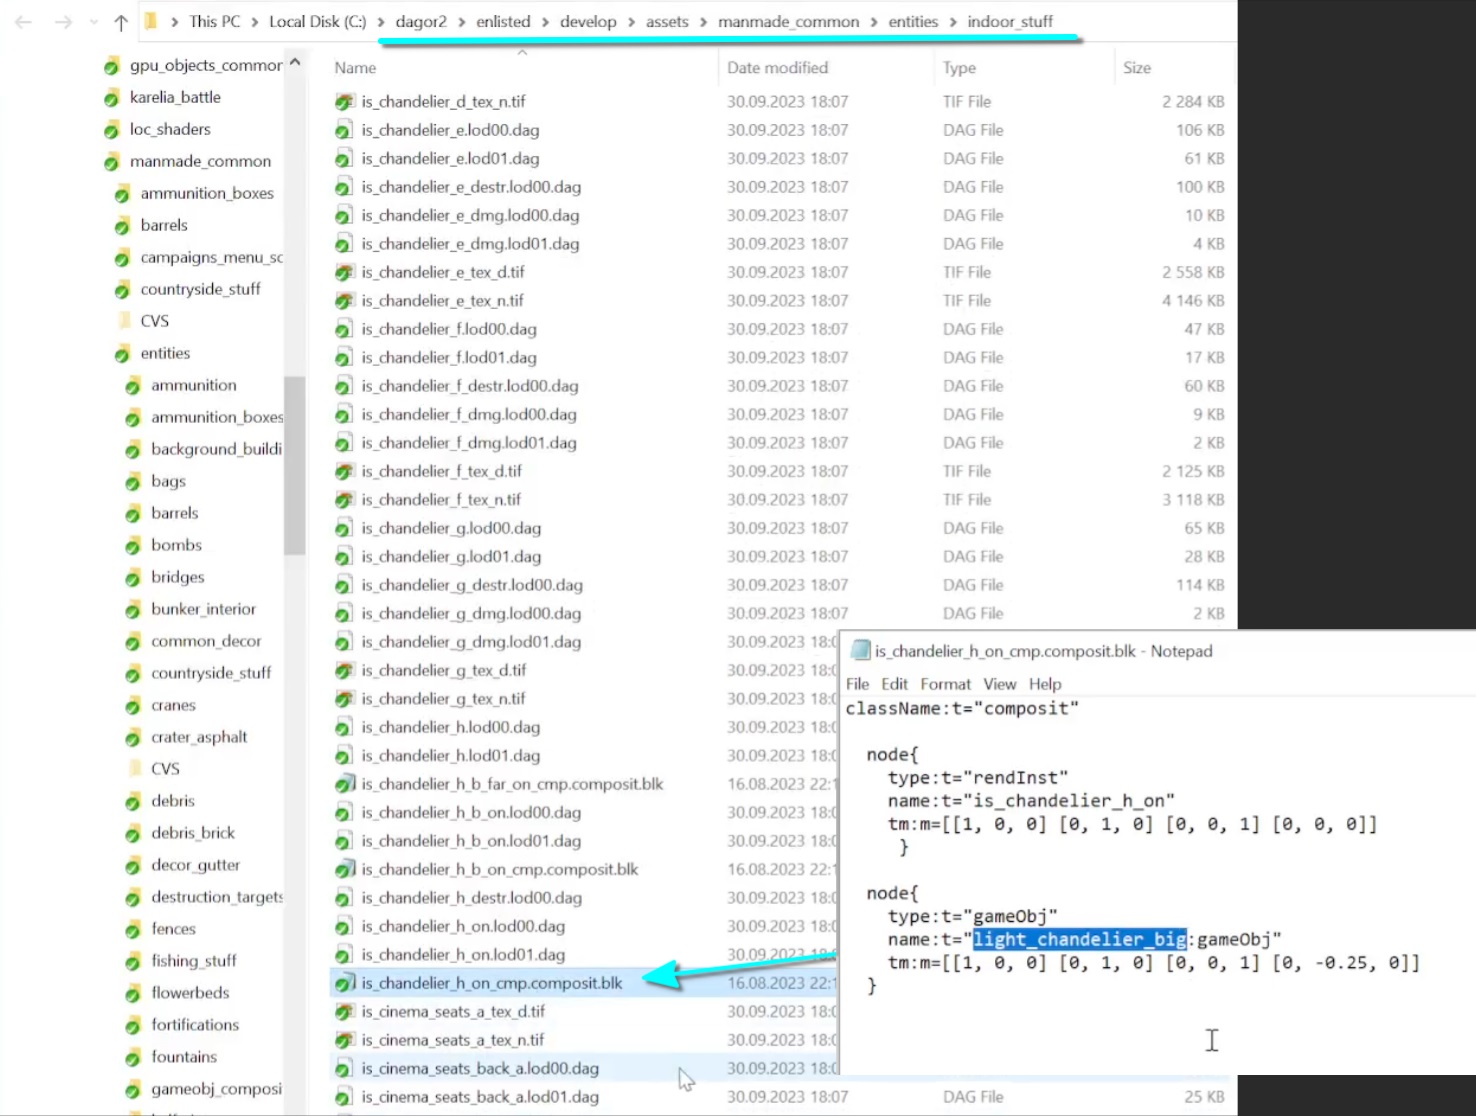 This PC > Local Disk (C:) > dagor2 > enlisted > develop > assets > manmade_common > entities > indoor_stuff
gpu_objects_common
karelia_battle
loc_shaders
manmade_common
ammunition_boxes
barrels
campaigns_menu_sc
countryside_stuff
CVS
entities
ammunition
ammunition_boxes
background_buildi
bags
barrels
bombs
bridges
bunker_interior
common_decor
countryside_stuff
cranes
crater_asphalt
CVS
debris
debris_brick
decor_gutter
destruction_targets
fences
fishing_stuff
flowerbeds
fortifications
fountains
gameobj_composi
Name Date modified Type Size
is_chandelier_d_tex_n.tif 30.09.2023 18:07 TIF File 2 284 KB
is_chandelier_e.lod00.dag 30.09.2023 18:07 DAG File 106 KB
is_chandelier_e.lod01.dag 30.09.2023 18:07 DAG File 61 KB
is_chandelier_e_destr.lod00.dag 30.09.2023 18:07 DAG File 100 KB
is_chandelier_e_dmg.lod00.dag 30.09.2023 18:07 DAG File 10 KB
is_chandelier_e_dmg.lod01.dag 30.09.2023 18:07 DAG File 4 KB
is_chandelier_e_tex_d.tif 30.09.2023 18:07 TIF File 2 558 KB
is_chandelier_e_tex_n.tif 30.09.2023 18:07 TIF File 4 146 KB
is_chandelier_f.lod00.dag 30.09.2023 18:07 DAG File 47 KB
is_chandelier_f.lod01.dag 30.09.2023 18:07 DAG File 17 KB
is_chandelier_f_destr.lod00.dag 30.09.2023 18:07 DAG File 60 KB
is_chandelier_f_dmg.lod00.dag 30.09.2023 18:07 DAG File 9 KB
is_chandelier_f_dmg.lod01.dag 30.09.2023 18:07 DAG File 2 KB
is_chandelier_f_tex_d.tif 30.09.2023 18:07 TIF File 2 125 KB
is_chandelier_f_tex_n.tif 30.09.2023 18:07 TIF File 3 118 KB
is_chandelier_g.lod00.dag 30.09.2023 18:07 DAG File 65 KB
is_chandelier_g.lod01.dag 30.09.2023 18:07 DAG File 28 KB
is_chandelier_g_destr.lod00.dag 30.09.2023 18:07 DAG File 114 KB
is_chandelier_g_dmg.lod00.dag 30.09.2023 18:07 DAG File 2 KB
is_chandelier_g_dmg.lod01.dag 30.09.2023 18:0
is_chandelier_g_tex_d.tif 30.09.2023 18:0
is_chandelier_g_tex_n.tif 30.09.2023 18:0
is_chandelier_h.lod00.dag 30.09.2023 18:0
is_chandelier_h.lod01.dag 30.09.2023 18:0
is_chandelier_h_b_far_on_cmp.composit.blk 16.08.2023 22:1
is_chandelier_h_b_on.lod00.dag 30.09.2023 18:0
is_chandelier_h_b_on.lod01.dag 30.09.2023 18:0
is_chandelier_h_b_on_cmp.composit.blk 16.08.2023 22:1
is_chandelier_h_destr.lod00.dag 30.09.2023 18:0
is_chandelier_h_on.lod00.dag 30.09.2023 18:0
is_chandelier_h_on.lod01.dag 30.09.2023 18:0
is_chandelier_h_on_cmp.composit.blk 16.08.2023 22:1
is_cinema_seats_a_tex_d.tif 30.09.2023 18:0
is_cinema_seats_a_tex_n.tif 30.09.2023 18:0
is_cinema_seats_back_a.lod00.dag 30.09.2023 18:0
is_cinema_seats_back_a.lod01.dag 30.09.2023 18:07 DAG File 25 KB
is_chandelier_h_on_cmp.composit.blk - Notepad
File Edit Format View Help
className:t="composit"
node{
type:t="rendInst"
name:t="is_chandelier_h_on"
tm:m=[[1, 0, 0] [0, 1, 0] [0, 0, 1] [0, 0, 0]]
}
node{
type:t="gameObj"
name:t="light_chandelier_big:gameObj"
tm:m=[[1, 0, 0] [0, 1, 0] [0, 0, 1] [0, -0.25, 0]]
}